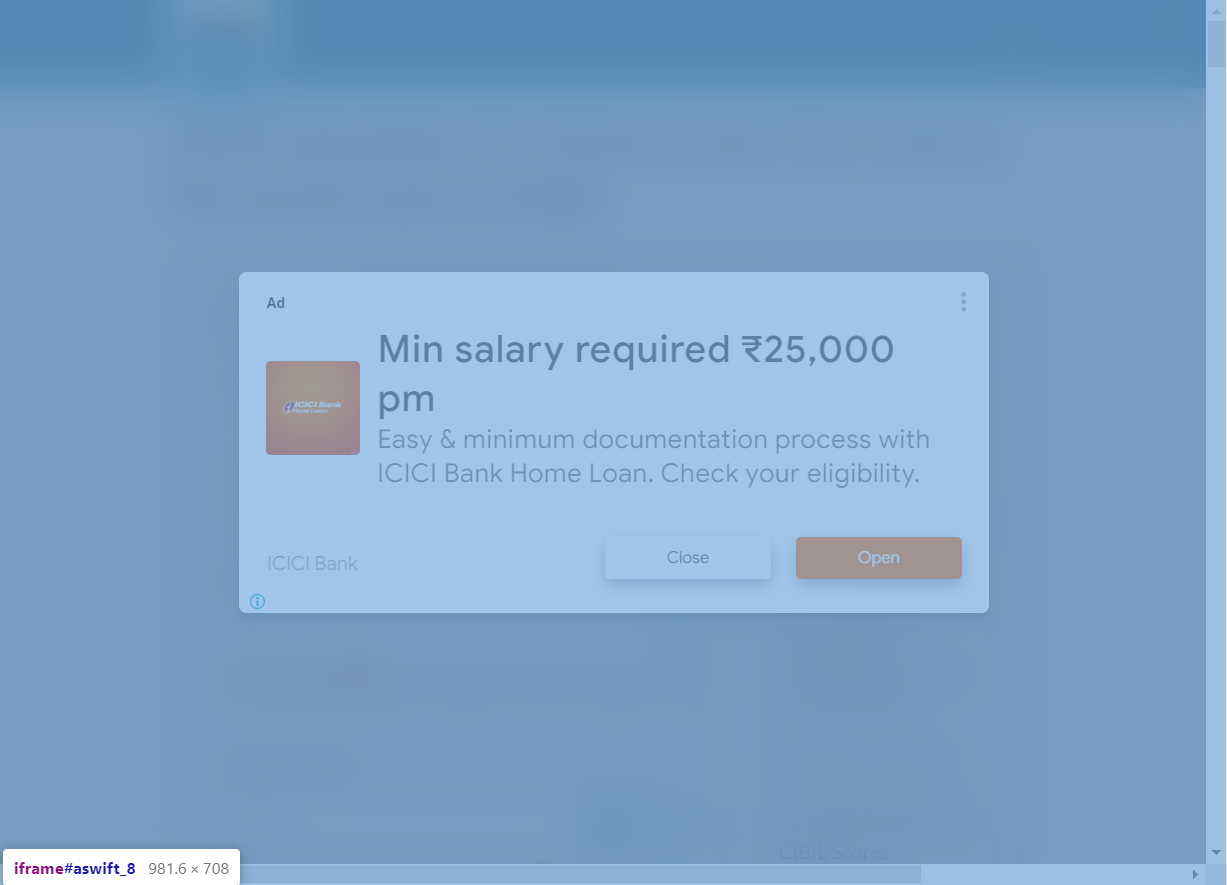 Ad
Min salary required ₹25,000
pm
ICICI Bank
Home Loans
Easy & minimum documentation process with
ICICI Bank Home Loan. Check your eligibility.
ICICI Bank
Close
Open
CIBIL Scores
iframe#aswift_8 981.6 × 708